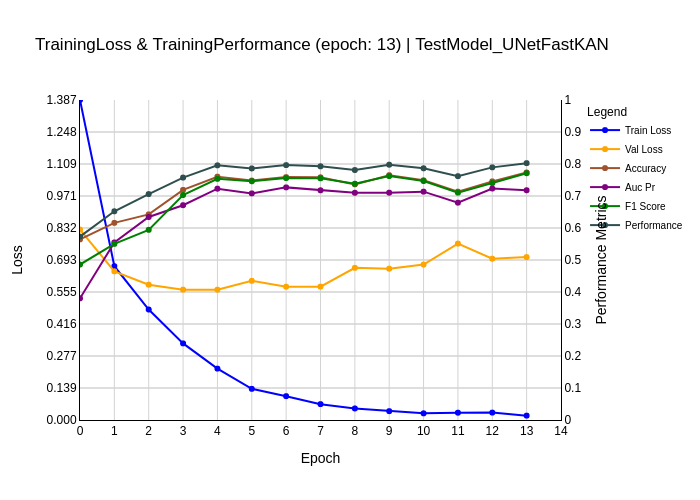 TrainingLoss & TrainingPerformance (epoch: 13) | TestModel_UNetFastKAN
Legend
Train Loss
Val Loss
Accuracy
Auc Pr
F1 Score
Performance
Loss
1.387
1.248
1.109
0.971
0.832
0.693
0.555
0.416
0.277
0.139
0.000
1
0.9
0.8
0.7
0.6
0.5
0.4
0.3
0.2
0.1
0
Performance Metrics
0 1 2 3 4 5 6 7 8 9 10 11 12 13 14
Epoch